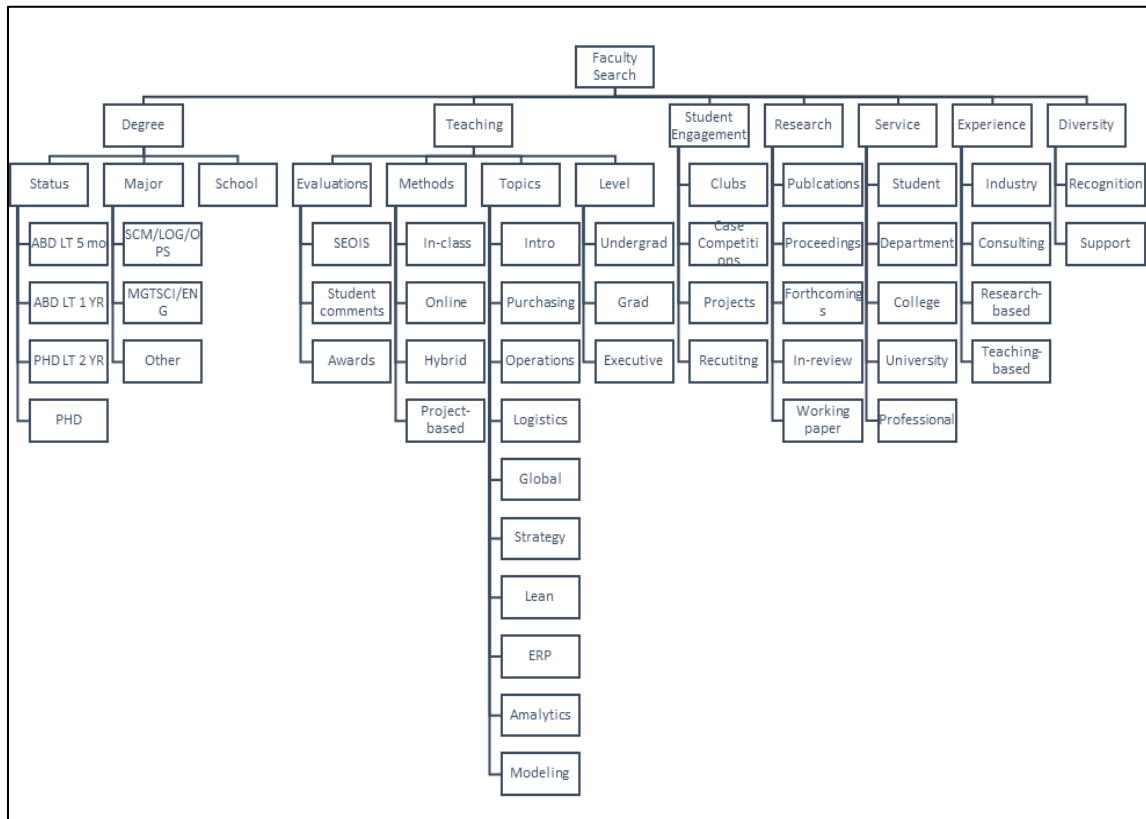 Faculty
Search
Degree
Teaching
Student
Engagement
Research
Service
Experience
Diversity
Status
Major
School
Evaluations
Methods
Topics
Level
Clubs
Publcations
Student
Industry
Recognition
ABD LT 5 mo
SCM/LOG/O
PS
SEOIS
In-class
Intro
Undergrad
Case
Competiti
ons
Proceedings
Department
Consulting
Support
ABD LT 1 YR
MGTSCI/EN
G
Student
comments
Online
Purchasing
Grad
Projects
Forthcoming
s
College
Research-
based
PHD LT 2 YR
Other
Awards
Hybrid
Operations
Executive
Recutitng
In-review
University
Teaching-
based
PHD
Project-
based
Logistics
Working
paper
Professional
Global
Strategy
Lean
ERP
Amalytics
Modeling